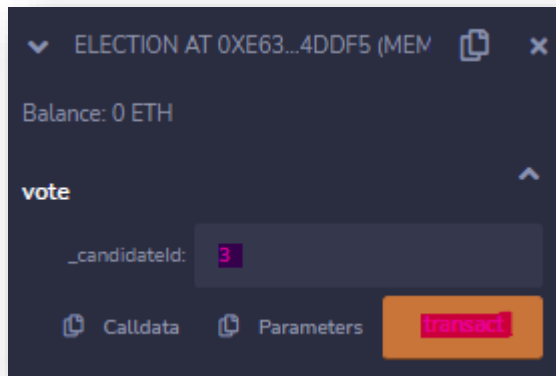 ELECTION AT 0XE63...4DDF5 (MEM
Balance: 0 ETH
vote
_candidateId: 3
Calldata Parameters transact